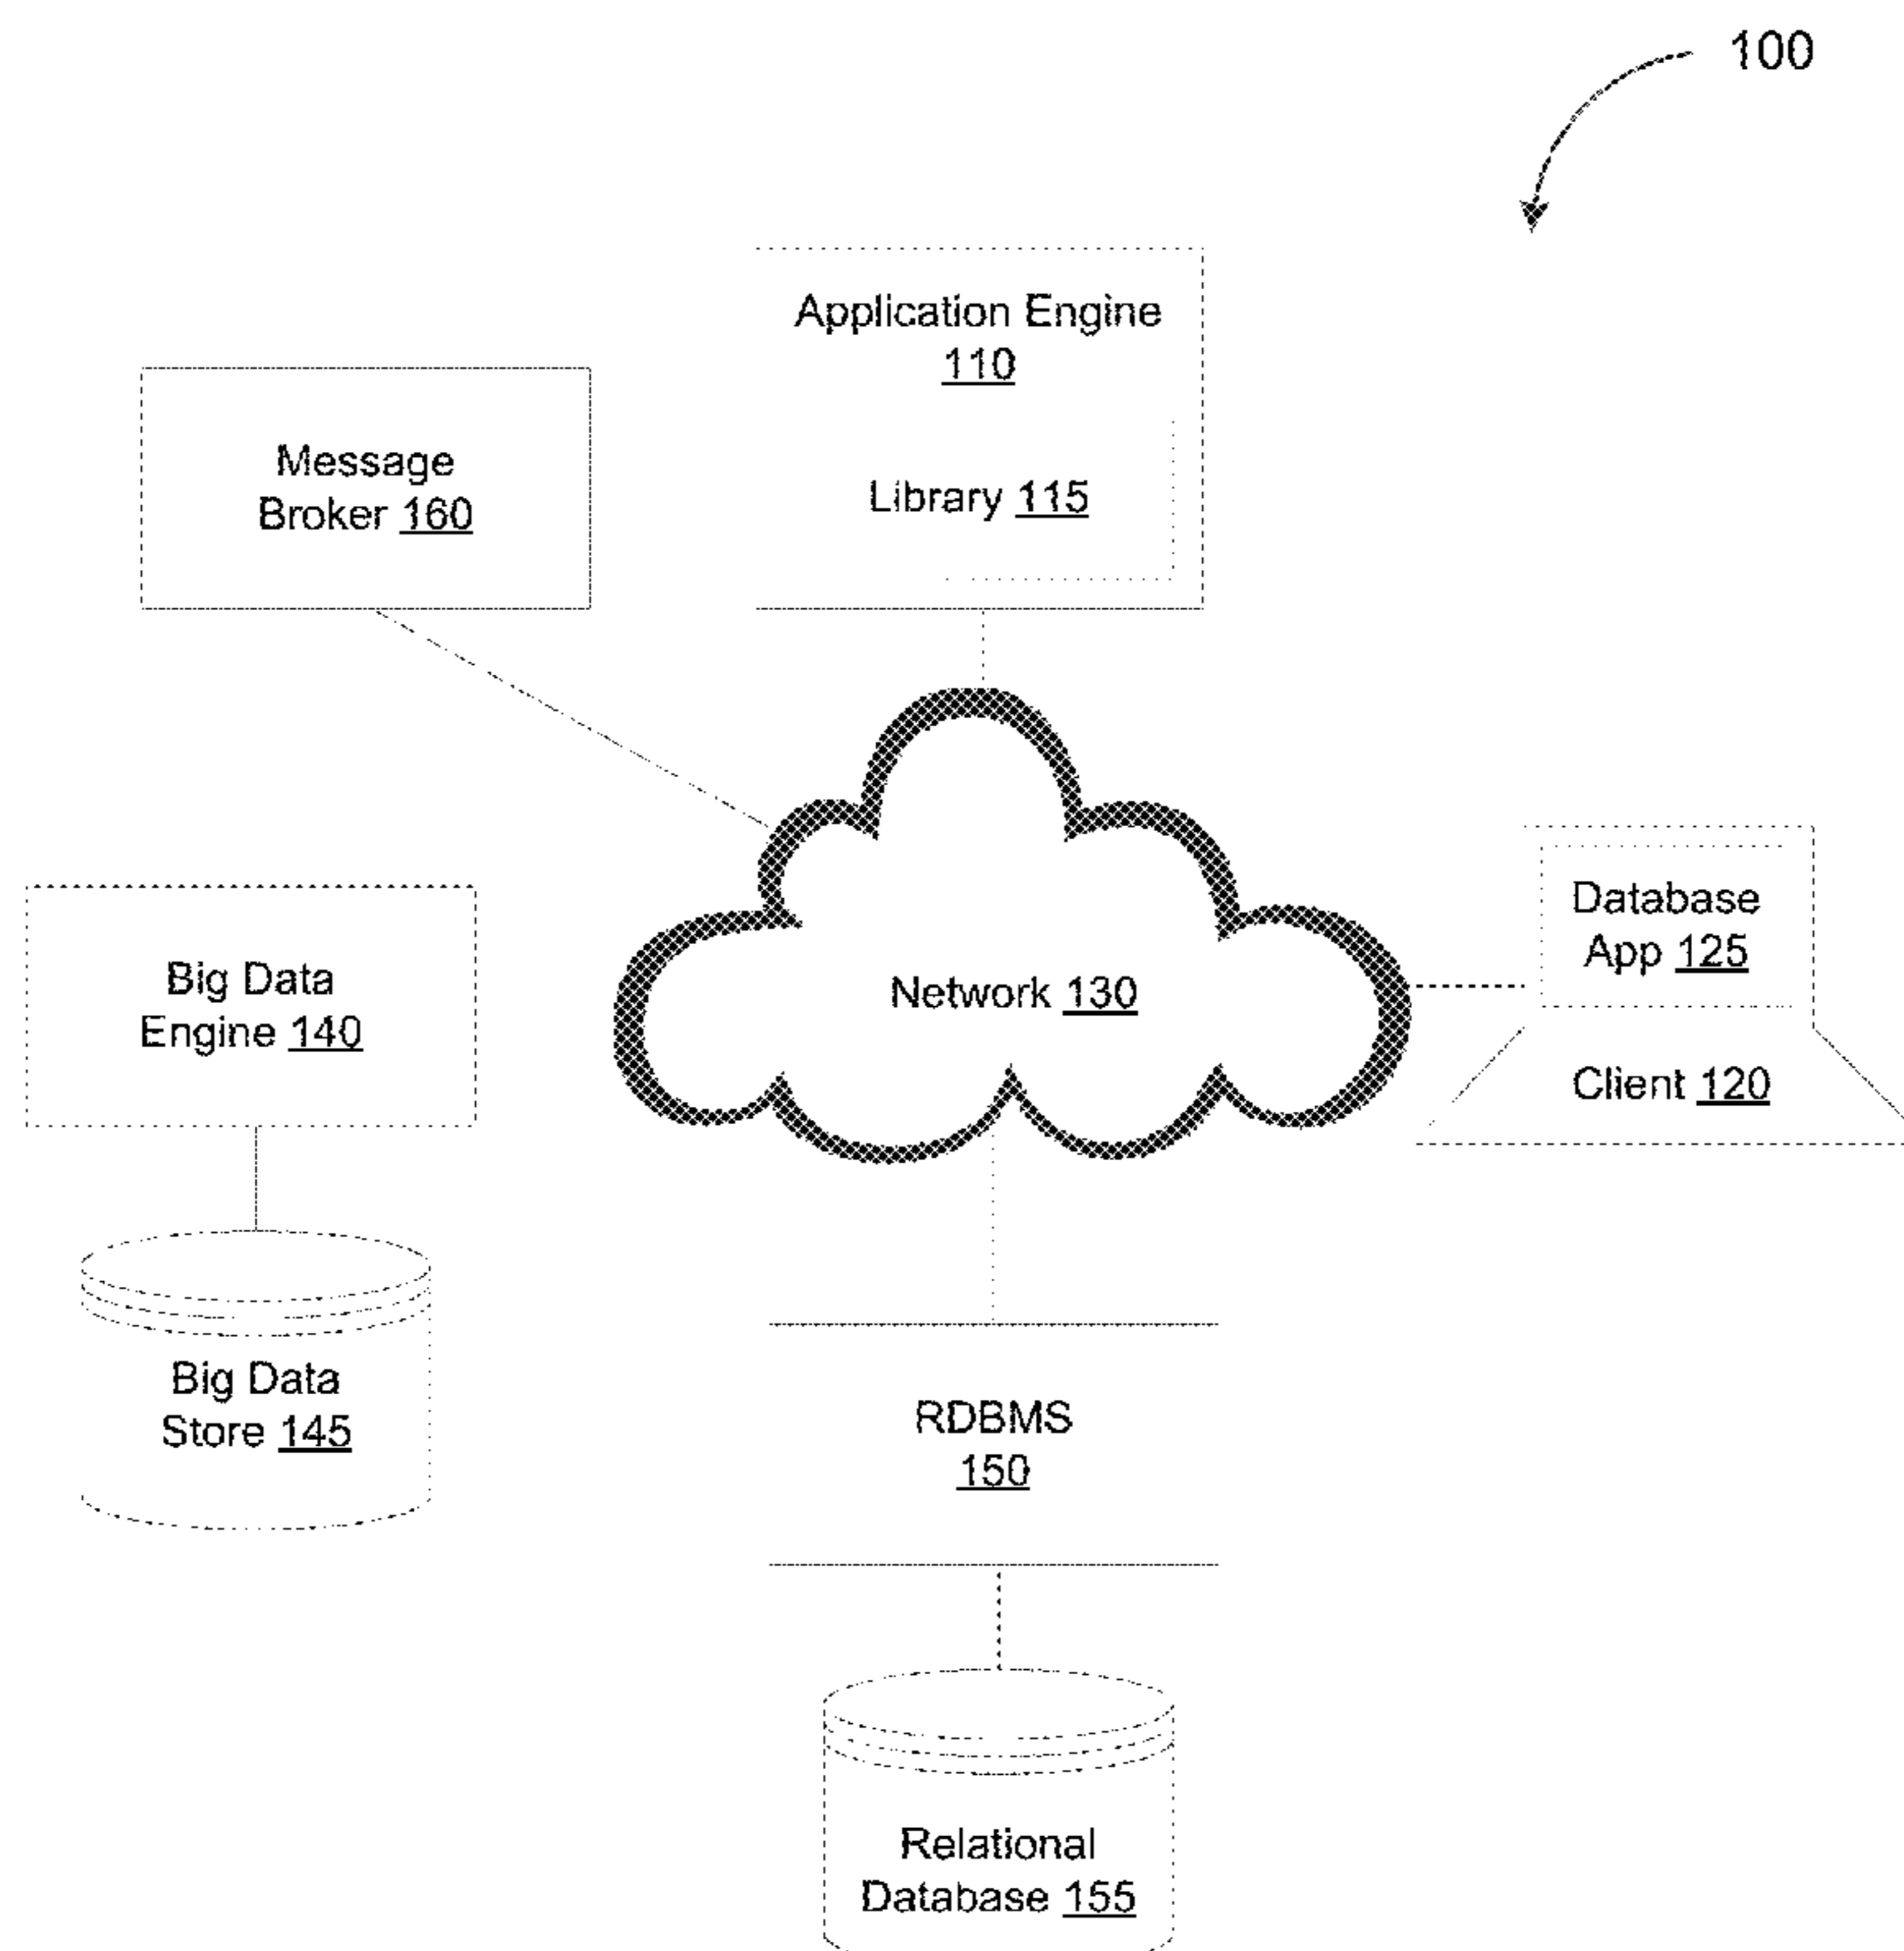 100
Application Engine
110
Library 115
Message
Broker 160
Database
App 125
Client 120
Network 130
Big Data
Engine 140
Big Data
Store 145
RDBMS
150
Relational
Database 155